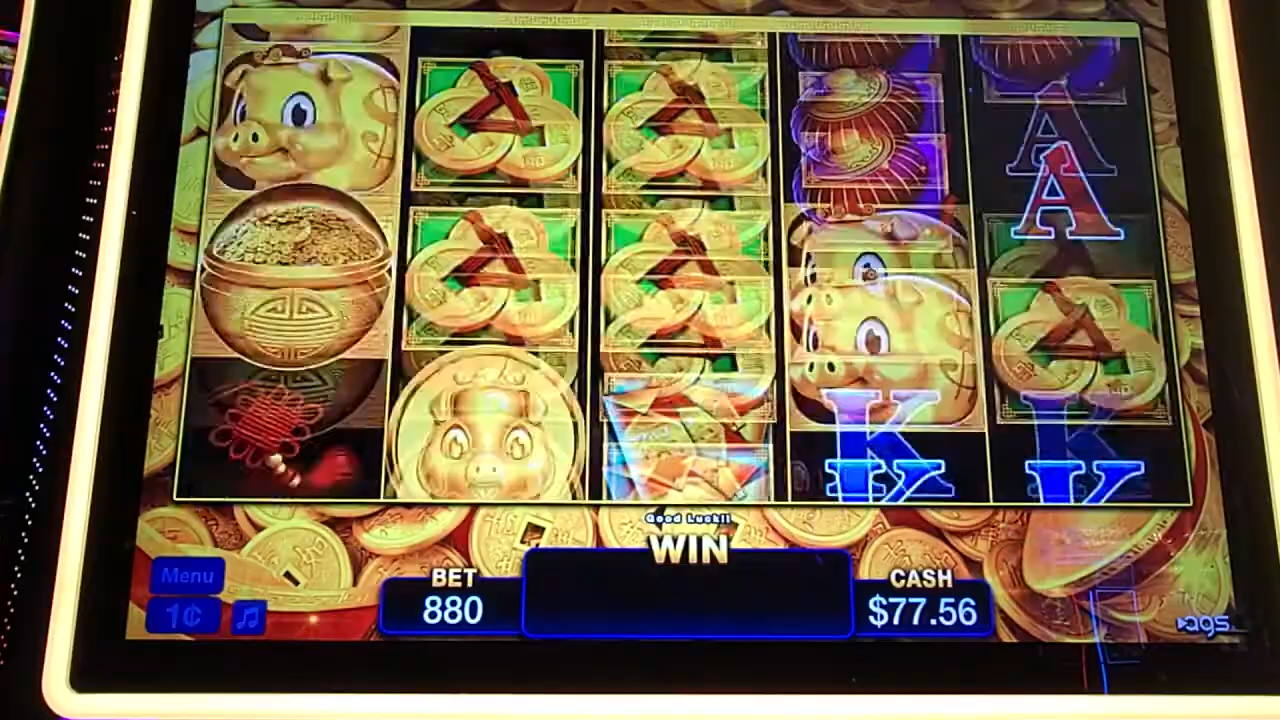 A
A
K
K
K
K
Good Luck!!
WIN
Menu
BET
CASH
1¢
880
$77.56
ags